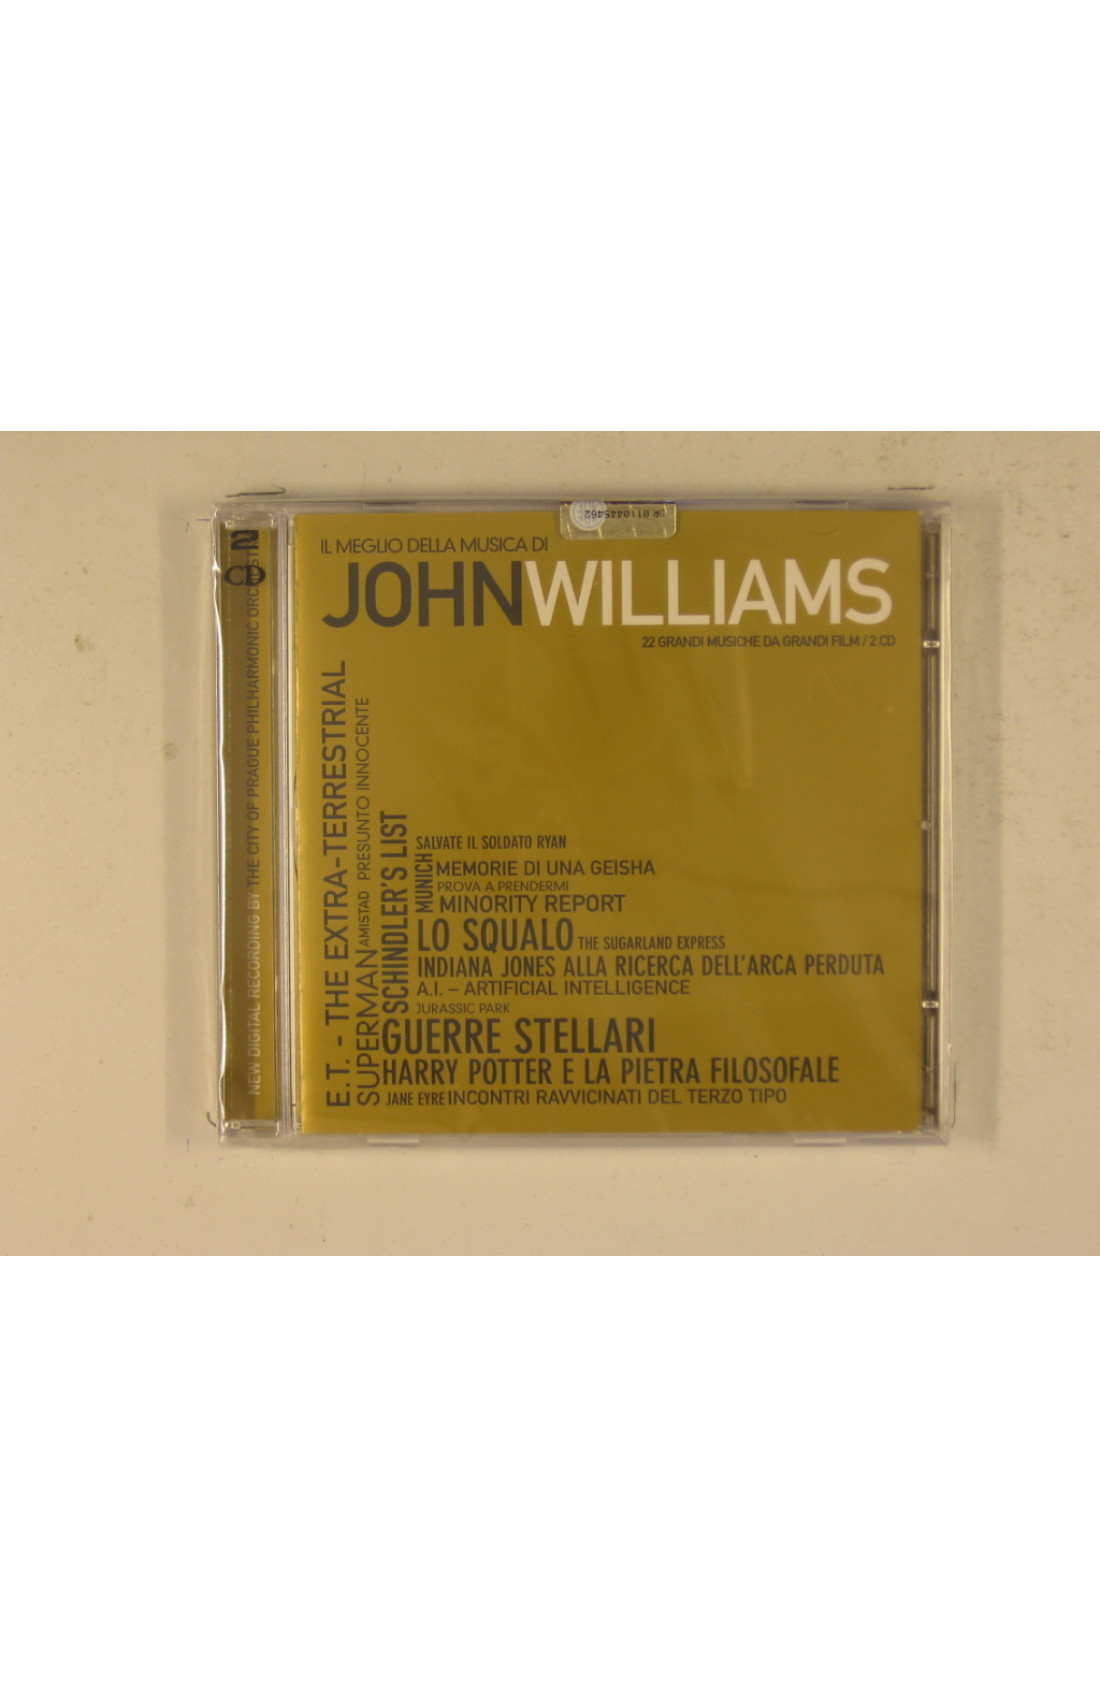 2
CD
NEW DIGITAL RECORDING BY THE CITY OF PRAGUE PHILHARMONIC ORCHESTRA
OR 0110445462
IL MEGLIO DELLA MUSICA DI
JOHNWILLIAMS
22 GRANDI MUSICHE DA GRANDI FILM / 2 CD
E.T. - THE EXTRA-TERRESTRIAL
SUPERMAN AMISTAD PRESUNTO INNOCENTE
SCHINDLER'S LIST
MUNICH
SALVATE IL SOLDATO RYAN
MEMORIE DI UNA GEISHA
PROVA A PRENDERMI
MINORITY REPORT
LO SQUALO THE SUGARLAND EXPRESS
INDIANA JONES ALLA RICERCA DELL'ARCA PERDUTA
A.I. – ARTIFICIAL INTELLIGENCE
JURASSIC PARK
GUERRE STELLARI
HARRY POTTER E LA PIETRA FILOSOFALE
JANE EYRE INCONTRI RAVVICINATI DEL TERZO TIPO